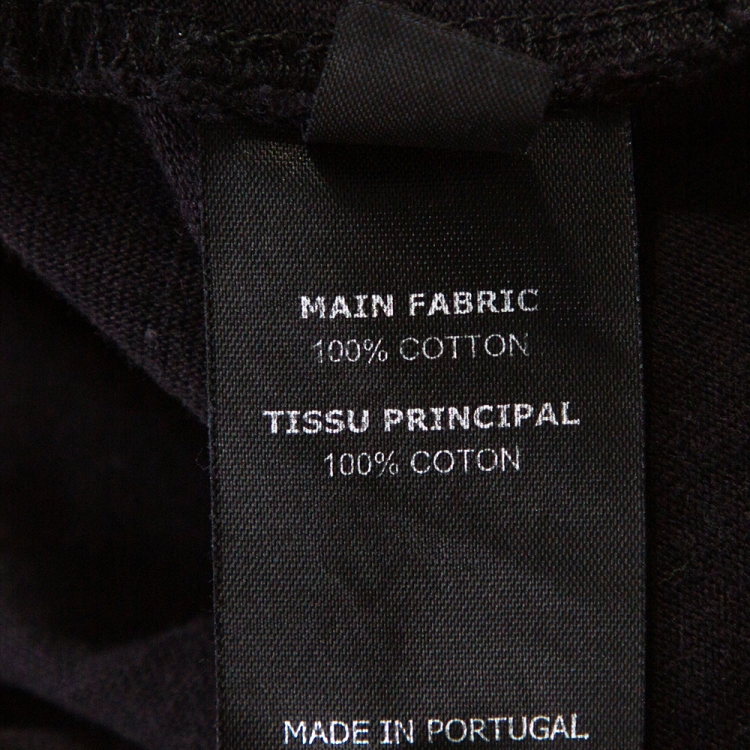 MAIN FABRIC
100% COTTON
TISSU PRINCIPAL
100% COTON
MADE IN PORTUGAL